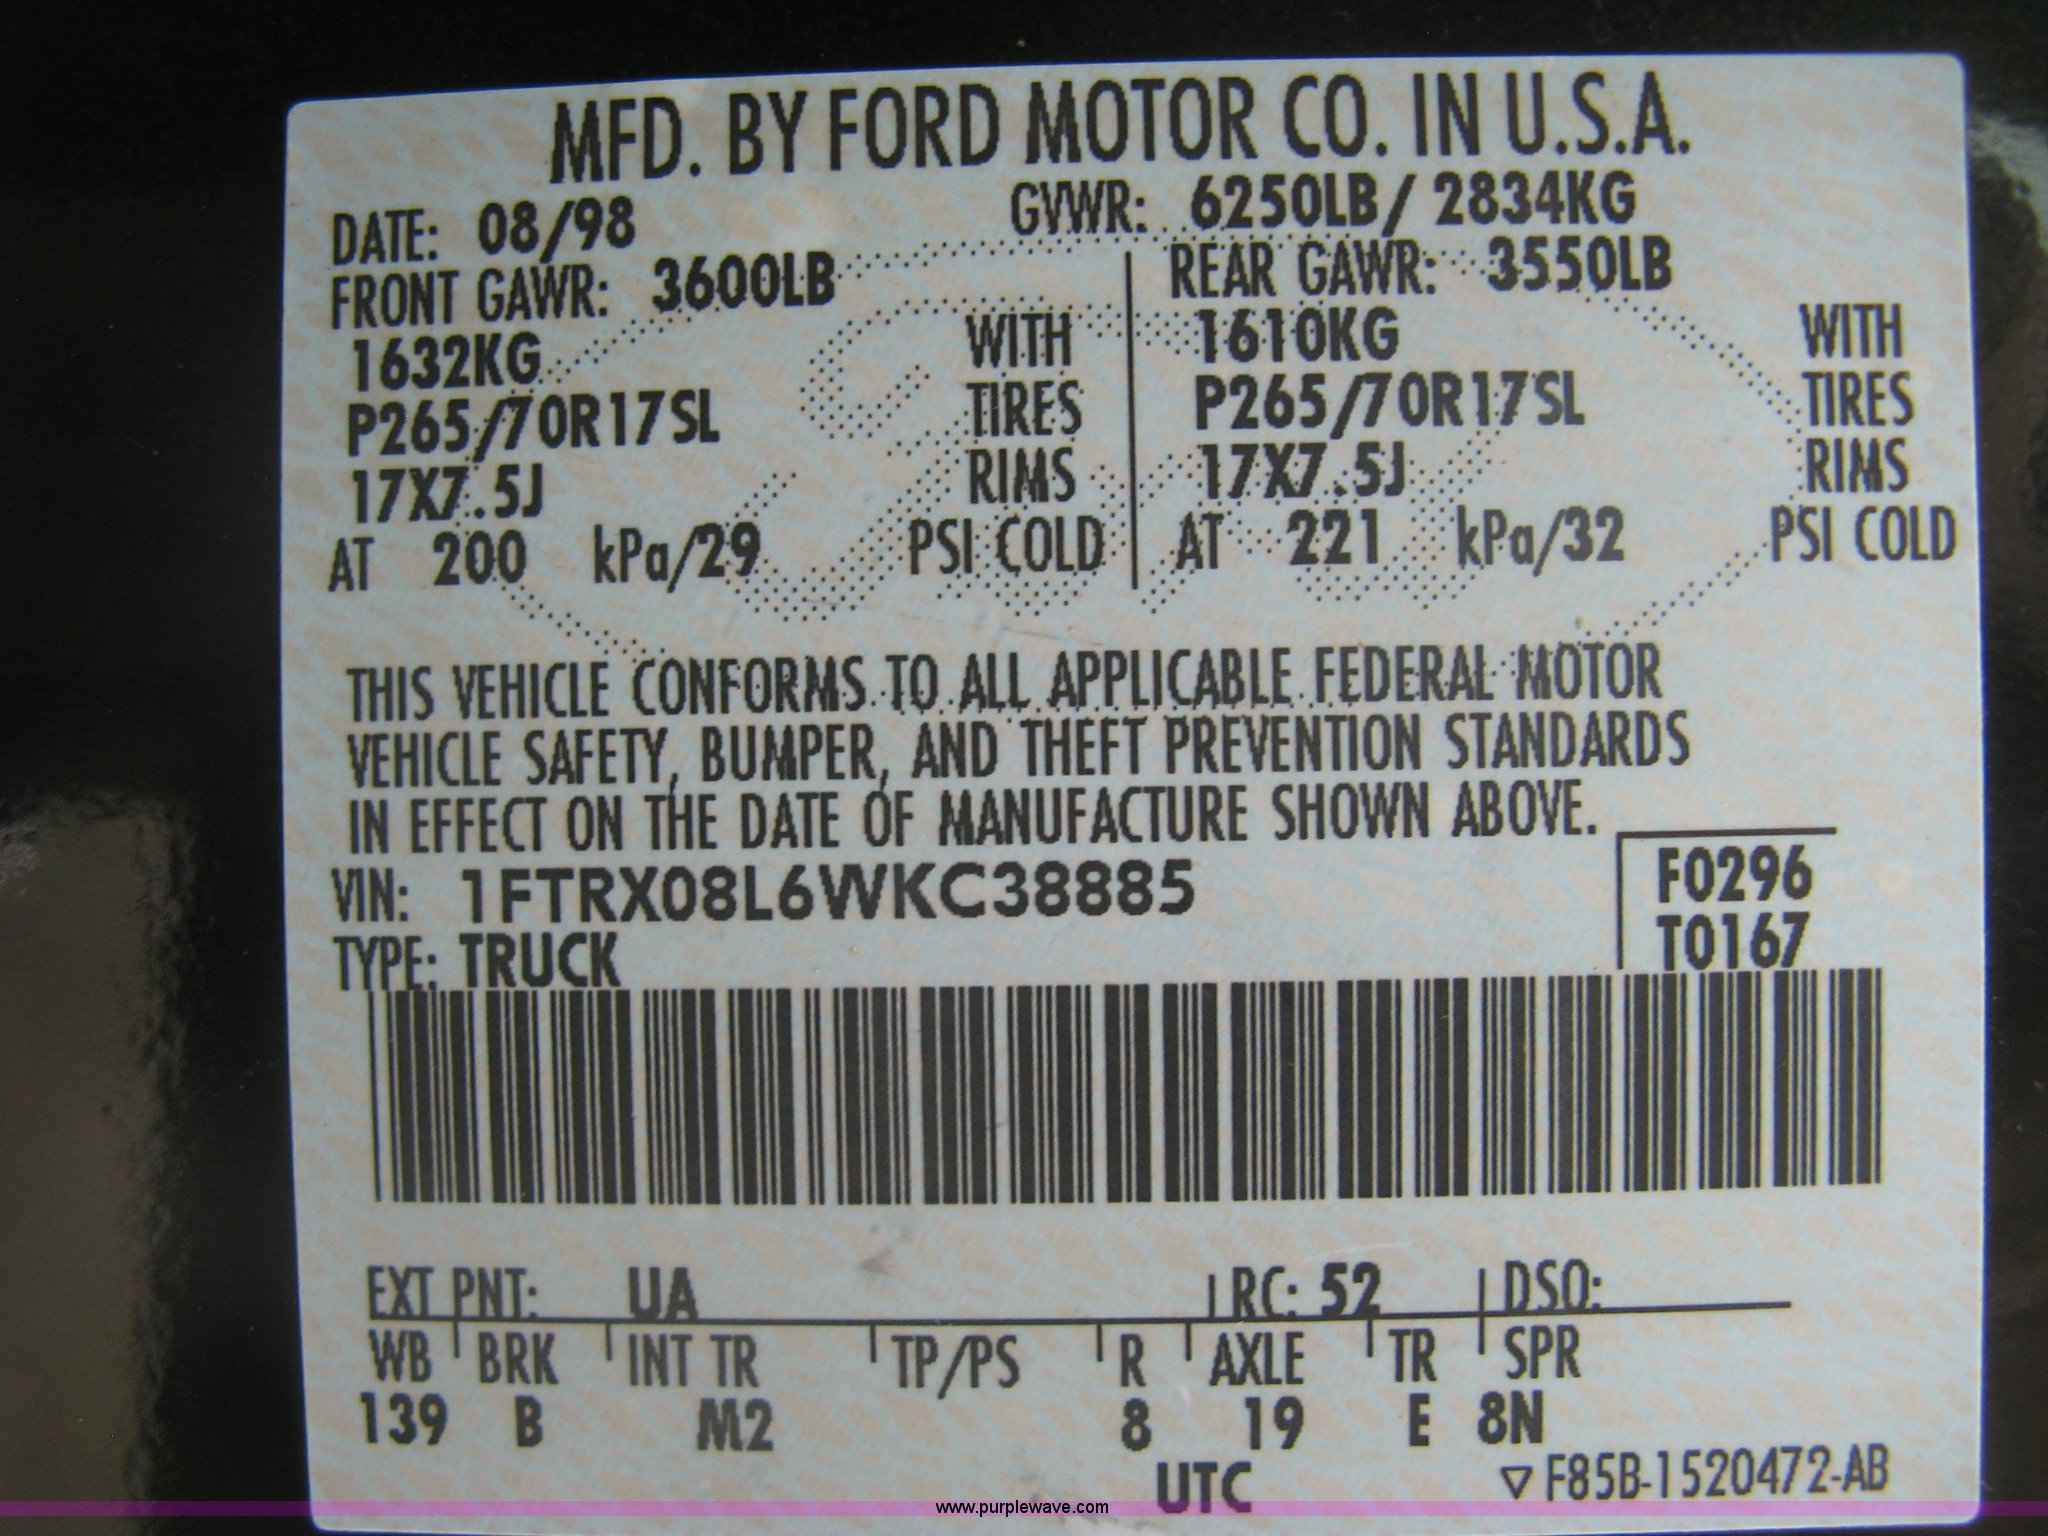 MFD. BY FORD MOTOR CO. IN U.S.A.
DATE: 08/98 GVWR: 6250LB/ 2834KG
FRONT GAWR: 3600LB REAR GAWR: 3550LB
1632KG WITH 1610KG WITH
P265/70R17SL TIRES P265/70R17SL TIRES
17X7.5J RIMS 17X7.5J RIMS
AT 200 kPa/29 PSI COLD AT 221 kPa/32 PSI COLD
THIS VEHICLE CONFORMS TO ALL APPLICABLE FEDERAL MOTOR
VEHICLE SAFETY, BUMPER, AND THEFT PREVENTION STANDARDS
IN EFFECT ON THE DATE OF MANUFACTURE SHOWN ABOVE.
VIN: 1FTRX08L6WKC38885 F0296
TYPE: TRUCK T0167
EXT PNT: UA RC: 52 DSO:
WB BRK INT TR TP/PS R AXLE TR SPR
139 B M2 8 19 E 8N
UTC ▽ F85B-1520472-AB
www.purplewave.com